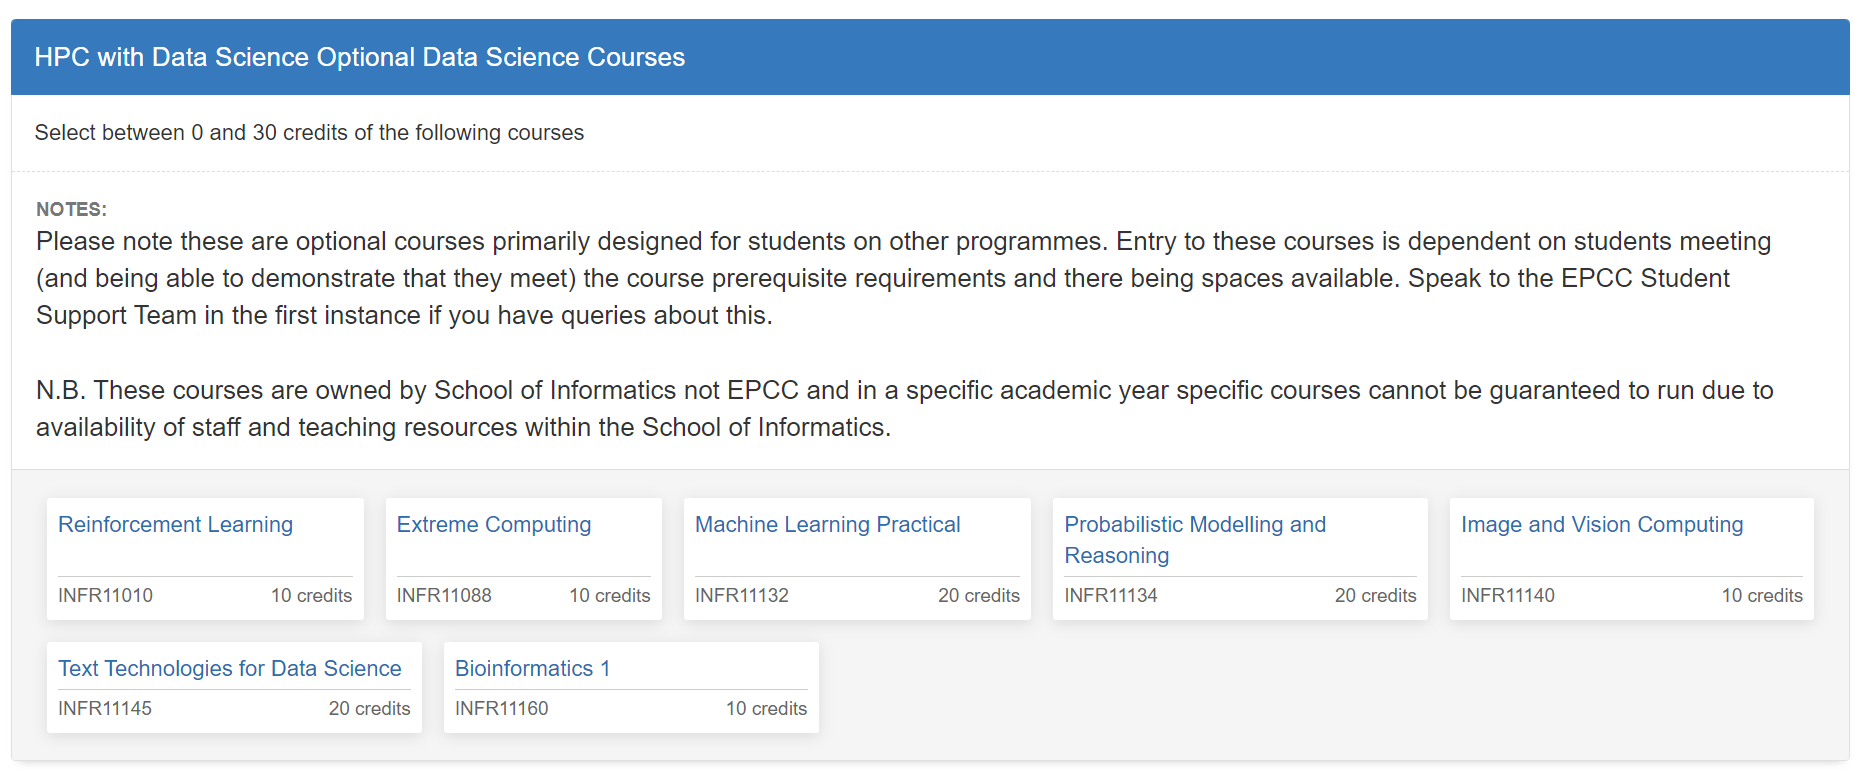 HPC with Data Science Optional Data Science Courses
Select between 0 and 30 credits of the following courses
NOTES:
Please note these are optional courses primarily designed for students on other programmes. Entry to these courses is dependent on students meeting
(and being able to demonstrate that they meet) the course prerequisite requirements and there being spaces available. Speak to the EPCC Student
Support Team in the first instance if you have queries about this.
N.B. These courses are owned by School of Informatics not EPCC and in a specific academic year specific courses cannot be guaranteed to run due to
availability of staff and teaching resources within the School of Informatics.
Reinforcement Learning
INFR11010 10 credits
Extreme Computing
INFR11088 10 credits
Machine Learning Practical
INFR11132 20 credits
Probabilistic Modelling and
Reasoning
INFR11134 20 credits
Image and Vision Computing
INFR11140 10 credits
Text Technologies for Data Science
INFR11145 20 credits
Bioinformatics 1
INFR11160 10 credits